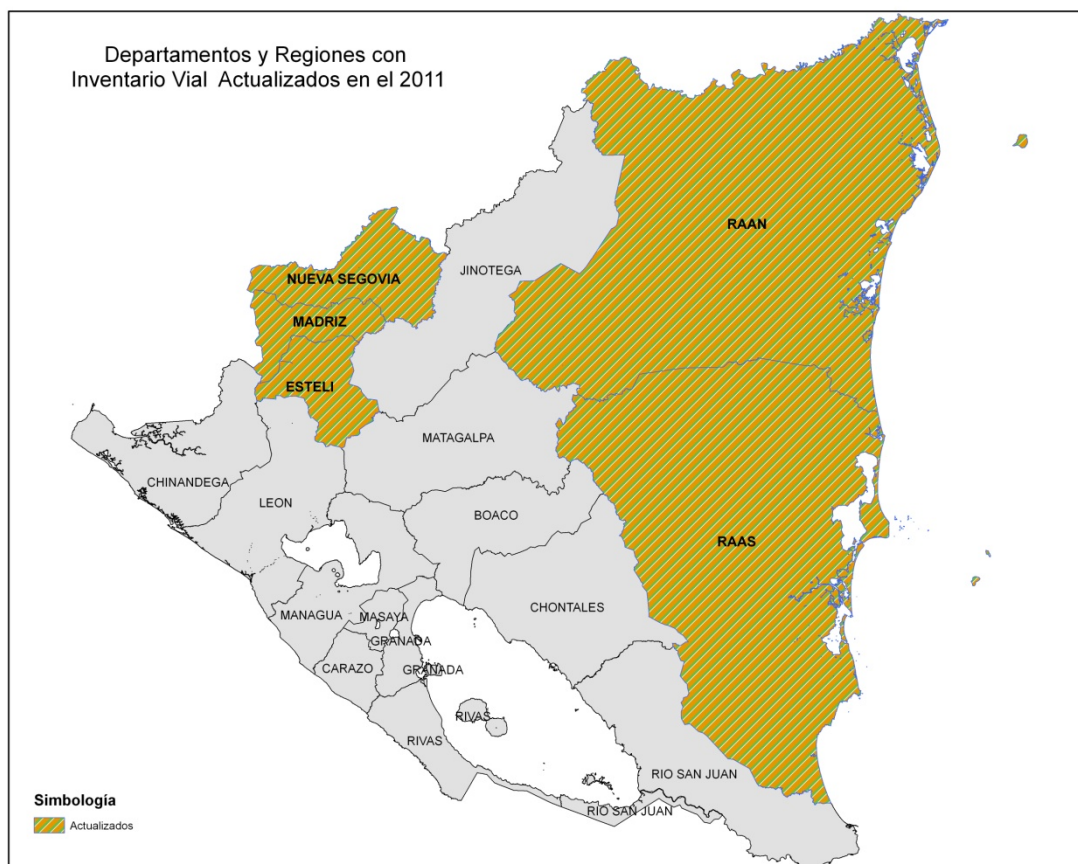 Departamentos y Regiones con
Inventario Vial Actualizados en el 2011
RAAN
JINOTEGA
NUEVA SEGOVIA
MADRIZ
ESTELI
MATAGALPA
CHINANDEGA
LEON
BOACO
RAAS
CHONTALES
MANAGUA
MASAYA
GRANADA
CARAZO
GRANADA
RIVAS
RIVAS
RIO SAN JUAN
RIO SAN JUAN
Simbología
Actualizados